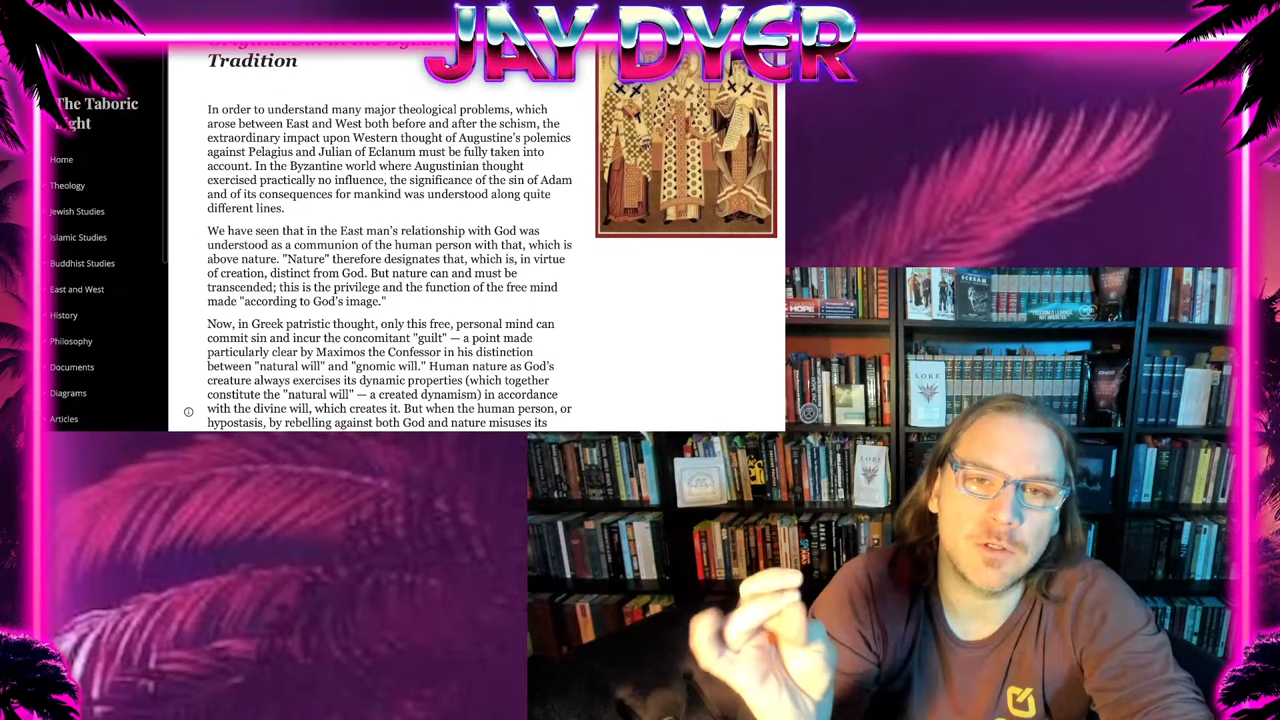 JAY DYER
Original Sin in the Byzantine
Tradition
The Taboric
Light
Home
Theology
Jewish Studies
Islamic Studies
Buddhist Studies
East and West
History
Philosophy
Documents
Diagrams
Articles
In order to understand many major theological problems, which
arose between East and West both before and after the schism, the
extraordinary impact upon Western thought of Augustine's polemics
against Pelagius and Julian of Eclanum must be fully taken into
account. In the Byzantine world where Augustinian thought
exercised practically no influence, the significance of the sin of Adam
and of its consequences for mankind was understood along quite
different lines.
We have seen that in the East man's relationship with God was
understood as a communion of the human person with that, which is
above nature. "Nature" therefore designates that, which is, in virtue
of creation, distinct from God. But nature can and must be
transcended; this is the privilege and the function of the free mind
made "according to God's image."
Now, in Greek patristic thought, only this free, personal mind can
commit sin and incur the concomitant "guilt" — a point made
particularly clear by Maximos the Confessor in his distinction
between "natural will" and "gnomic will." Human nature as God's
creature always exercises its dynamic properties (which together
constitute the "natural will" — a created dynamism) in accordance
with the divine will, which creates it. But when the human person, or
hypostasis, by rebelling against both God and nature misuses its
HOPE
LORE
LORE
AREA 51